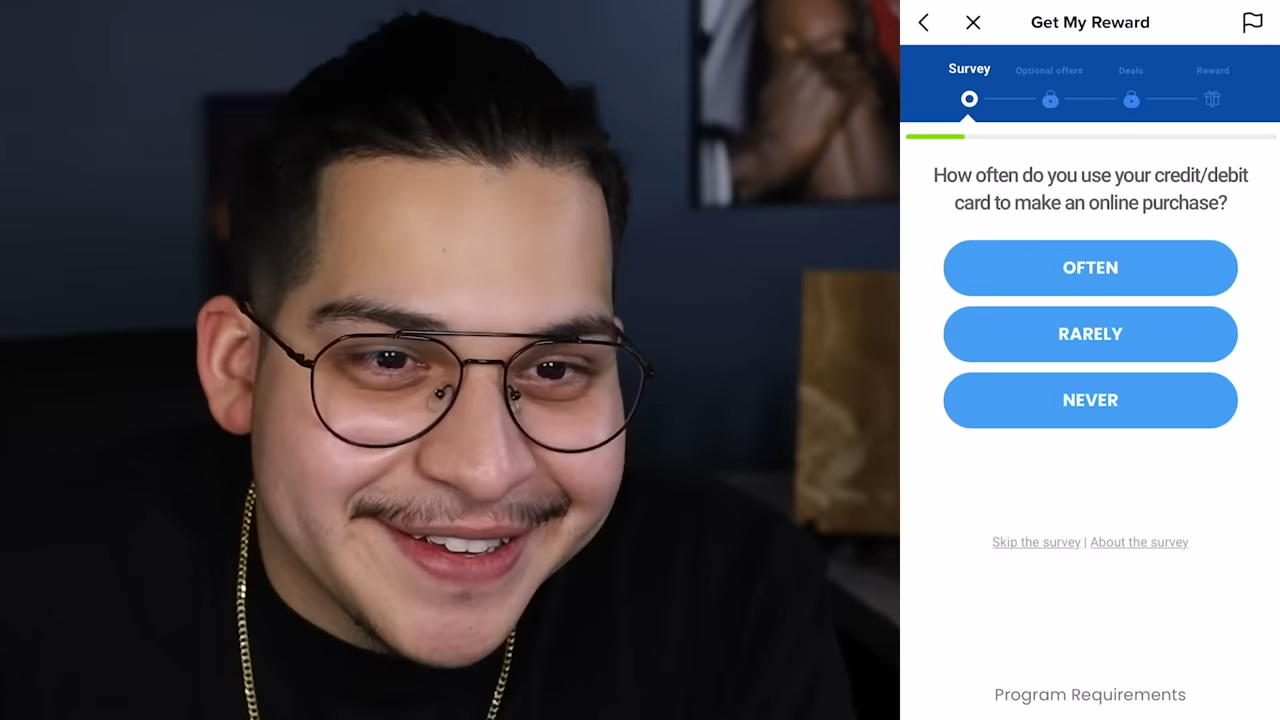 Get My Reward
Survey
Optional offers
Deals
Reward
How often do you use your credit/debit
card to make an online purchase?
OFTEN
RARELY
NEVER
Skip the survey | About the survey
Program Requirements